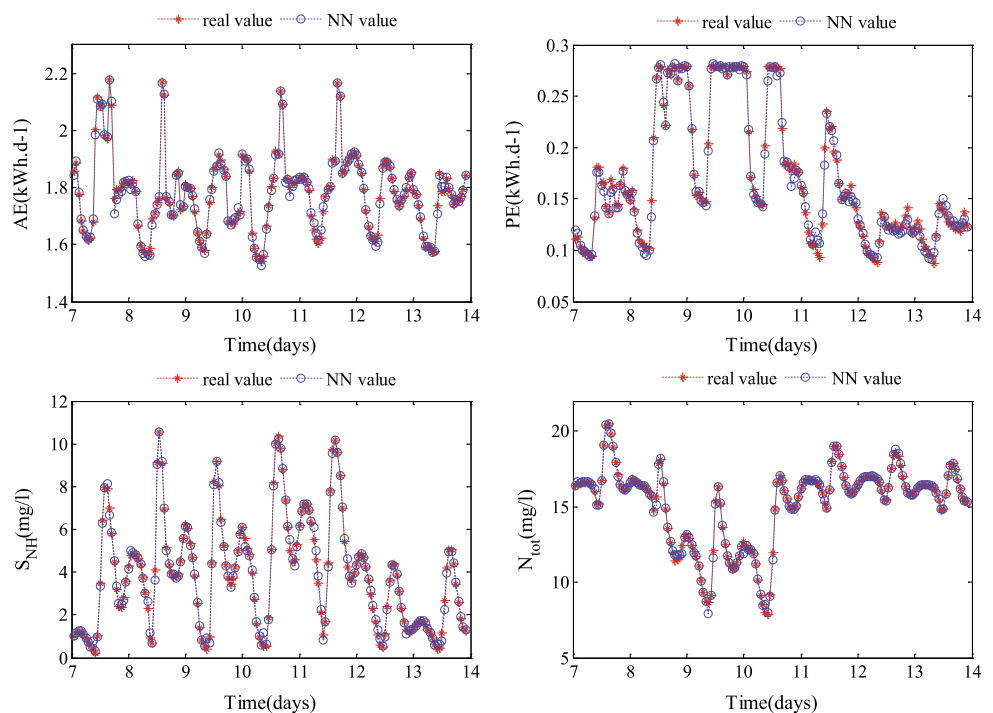 real value NN value
2.2
2
1.8
1.6
1.4
AE(kWh.d-1)
7 8 9 10 11 12 13 14
Time(days)
real value NN value
0.3
0.25
0.2
0.15
0.1
0.05
PE(kWh.d-1)
7 8 9 10 11 12 13 14
Time(days)
real value NN value
12
10
8
6
4
2
0
S_NH(mg/l)
7 8 9 10 11 12 13 14
Time(days)
real value NN value
20
15
10
5
N_tot(mg/l)
7 8 9 10 11 12 13 14
Time(days)